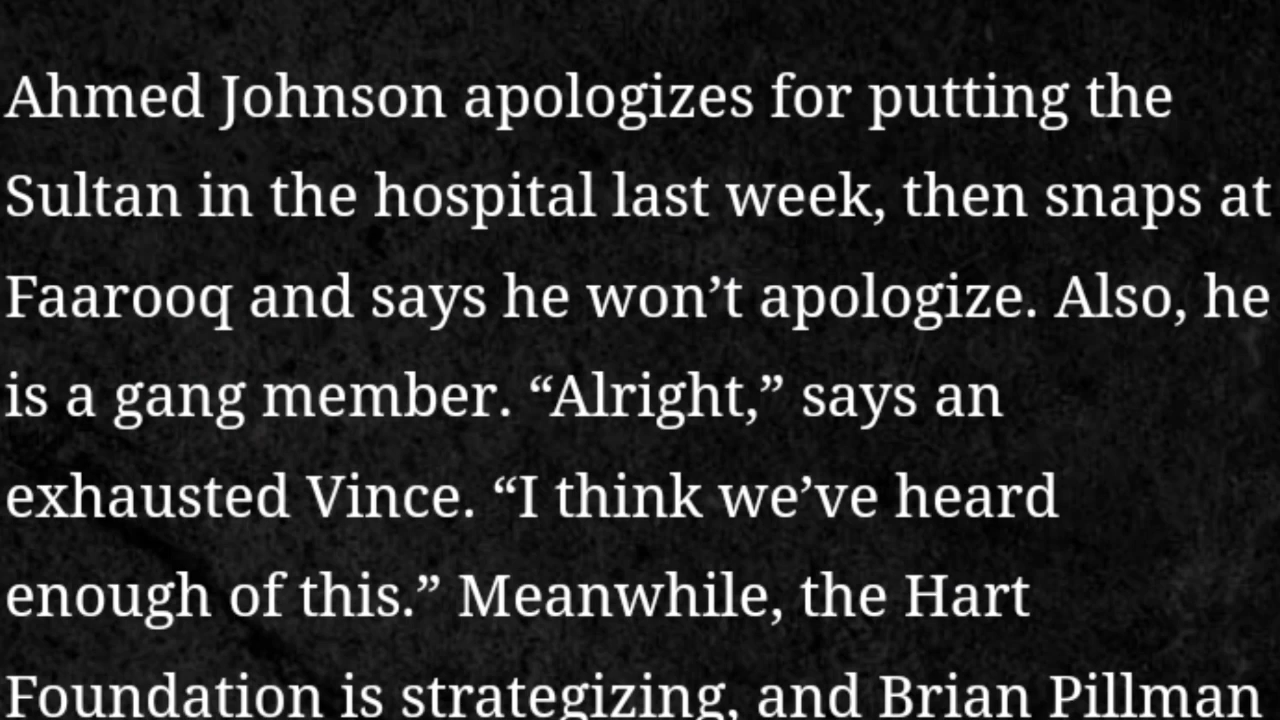 Ahmed Johnson apologizes for putting the
Sultan in the hospital last week, then snaps at
Faarooq and says he won’t apologize. Also, he
is a gang member. “Alright,” says an
exhausted Vince. “I think we’ve heard
enough of this.” Meanwhile, the Hart
Foundation is strategizing, and Brian Pillman